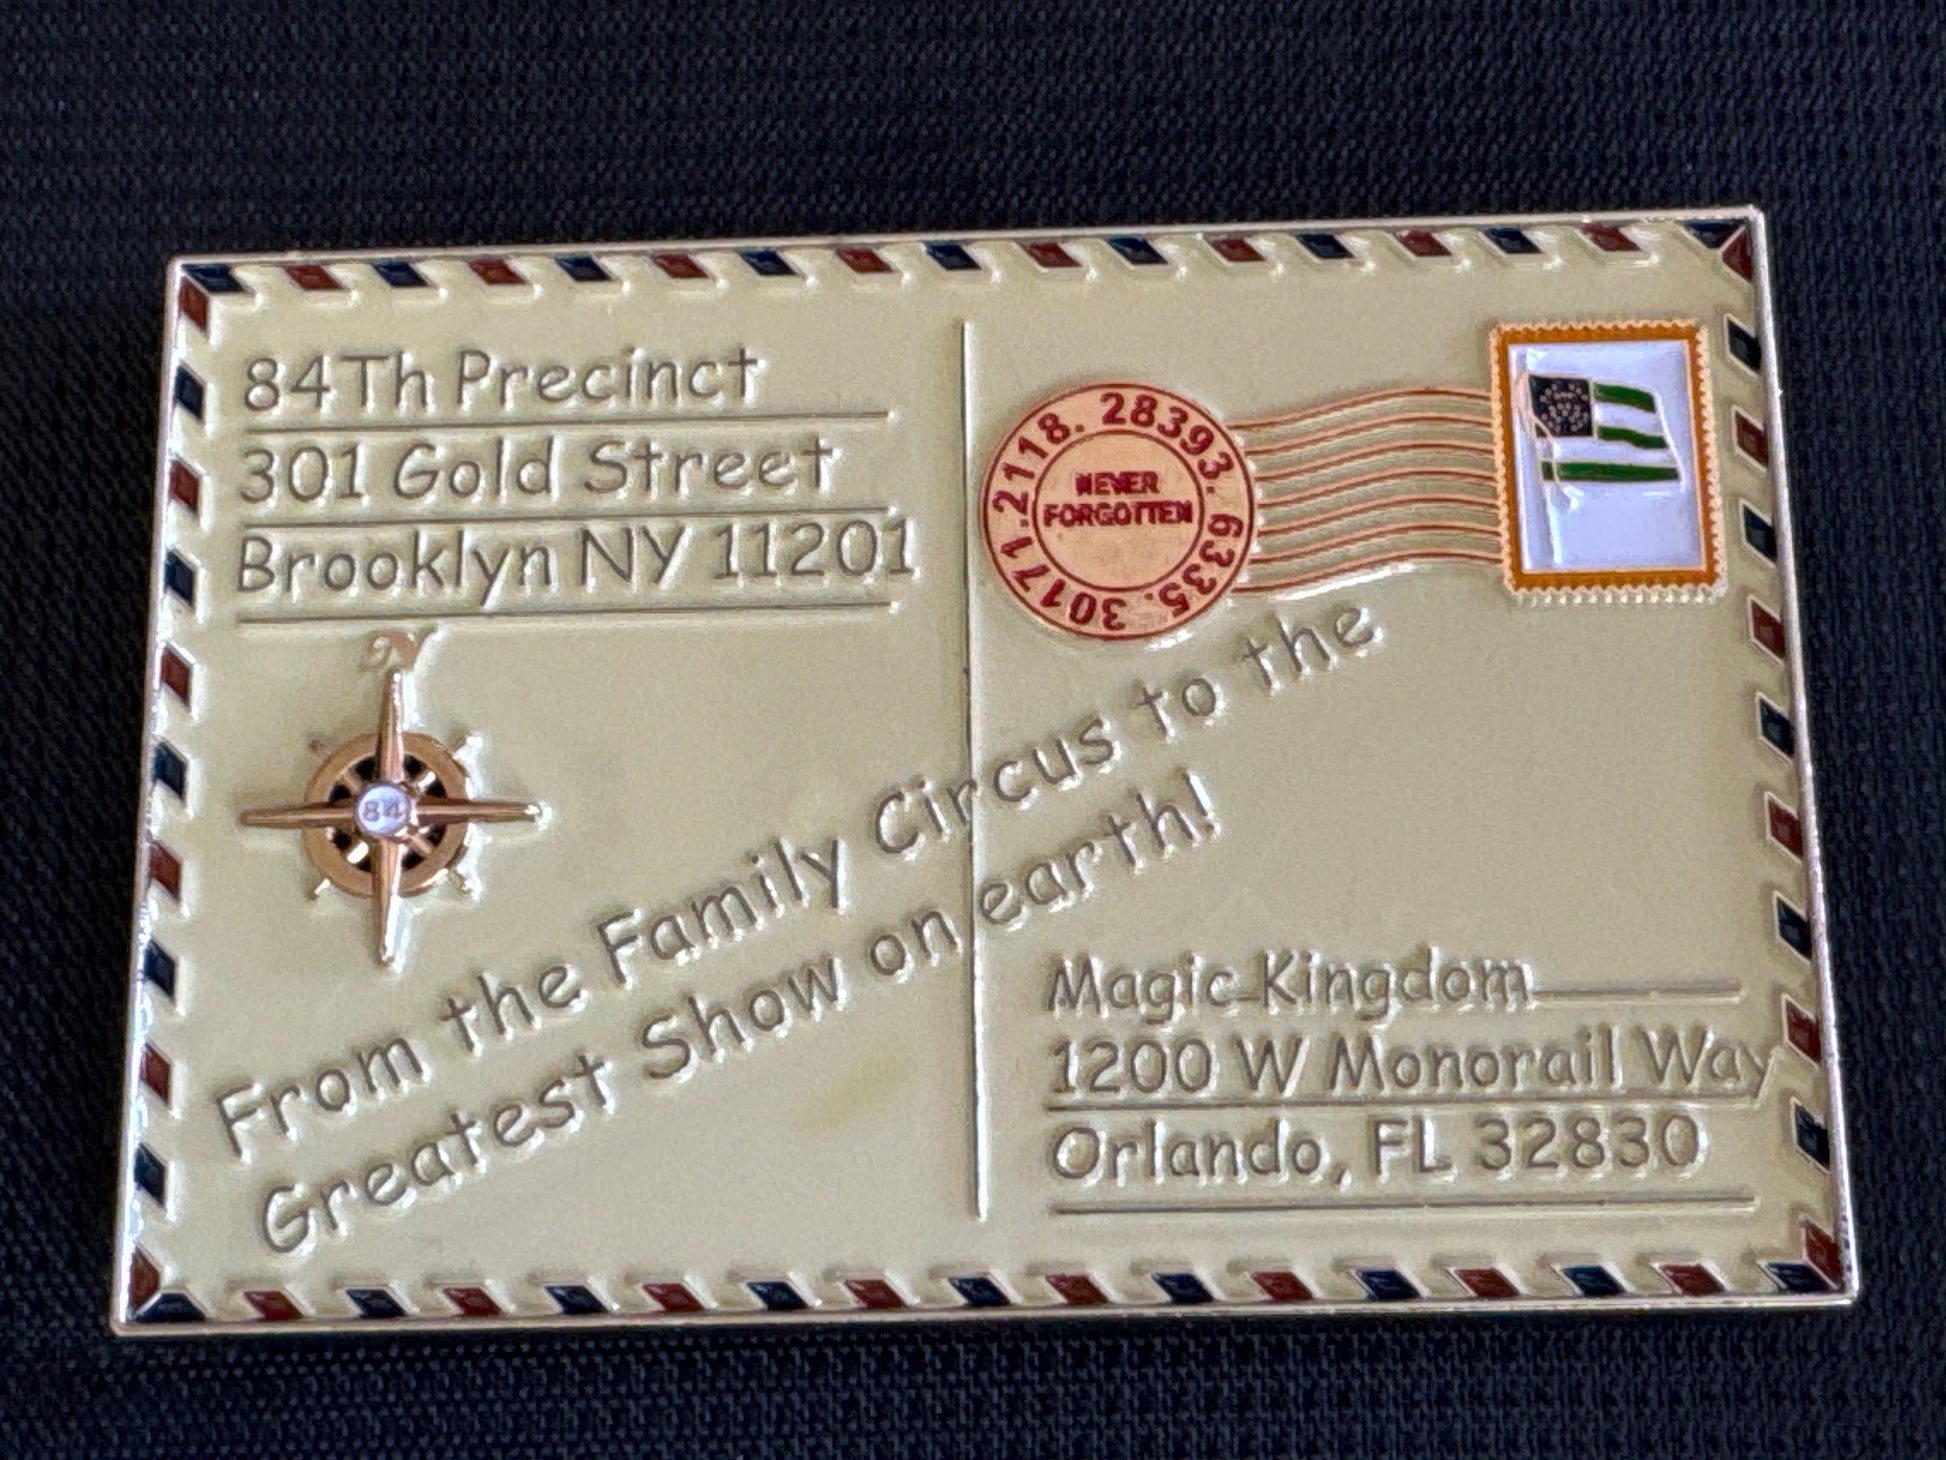 84Th Precinct
301 Gold Street
Brooklyn NY 11201
2118. 28393. 6335. 30171.
NEVER
FORGOTTEN
N
84
From the Family Circus to the
Greatest Show on earth!
Magic Kingdom
1200 W Monorail Way
Orlando, FL 32830